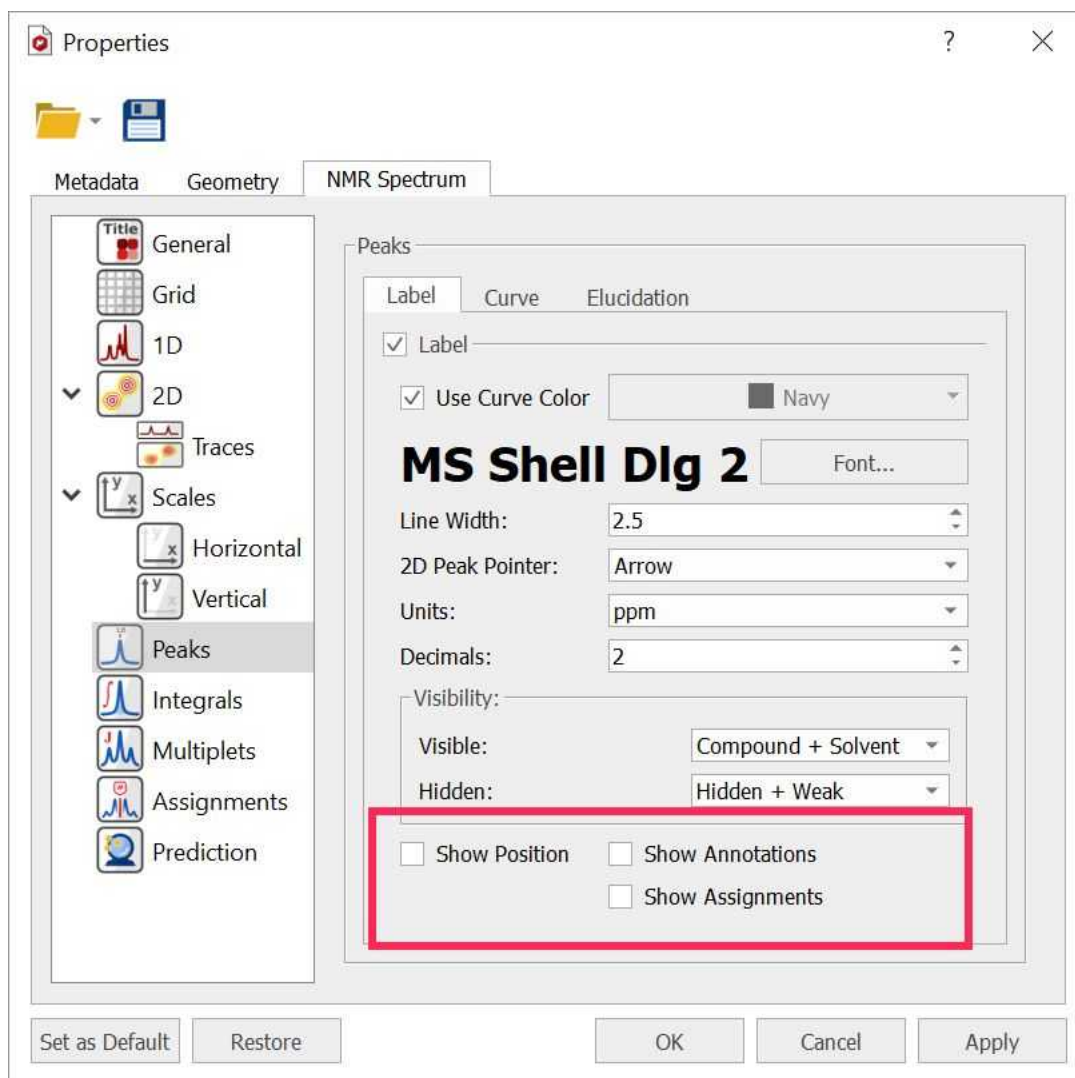 Properties
?
Metadata
Geometry
NMR Spectrum
Title
General
Grid
1D
2D
Traces
Scales
Horizontal
Vertical
Peaks
Integrals
Multiplets
Assignments
Prediction
Peaks
Label
Curve
Elucidation
Label
Use Curve Color
Navy
MS Shell Dlg 2
Font...
Line Width:
2.5
2D Peak Pointer:
Arrow
Units:
ppm
Decimals:
2
Visibility:
Visible:
Compound + Solvent
Hidden:
Hidden + Weak
Show Position
Show Annotations
Show Assignments
Set as Default
Restore
OK
Cancel
Apply